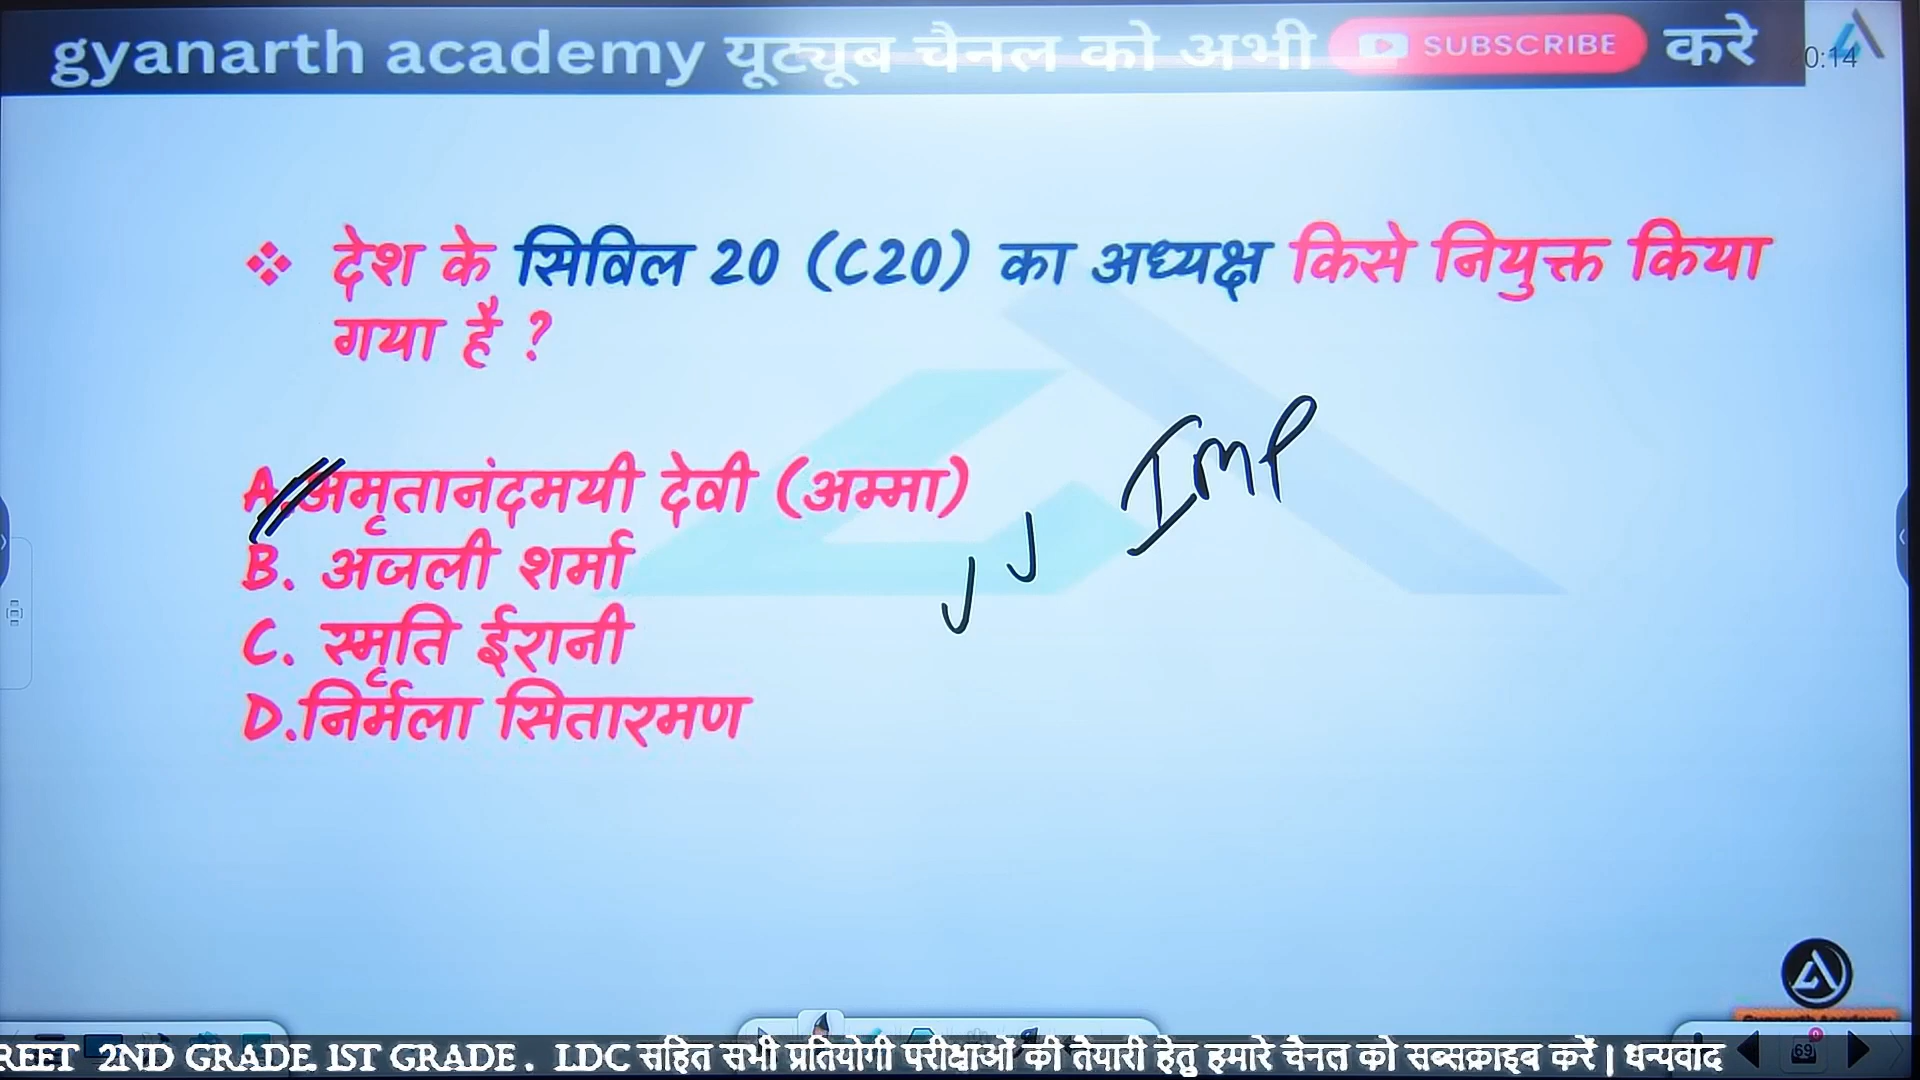 gyanarth academy यूट्यूब चैनल को अभी SUBSCRIBE करे
0:14
❖ देश के सिविल 20 (C20) का अध्यक्ष किसे नियुक्त किया
गया है ?
IMP
A.अमृतानंदमयी देवी (अम्मा)
B. अजली शर्मा
C. स्मृति ईरानी
D.निर्मला सितारमण
REET 2ND GRADE 1ST GRADE . LDC सहित सभी प्रतियोगी परीक्षाओं की तैयारी हेतु हमारे चैनल को सब्सक्राइब करें | धन्यवाद
69